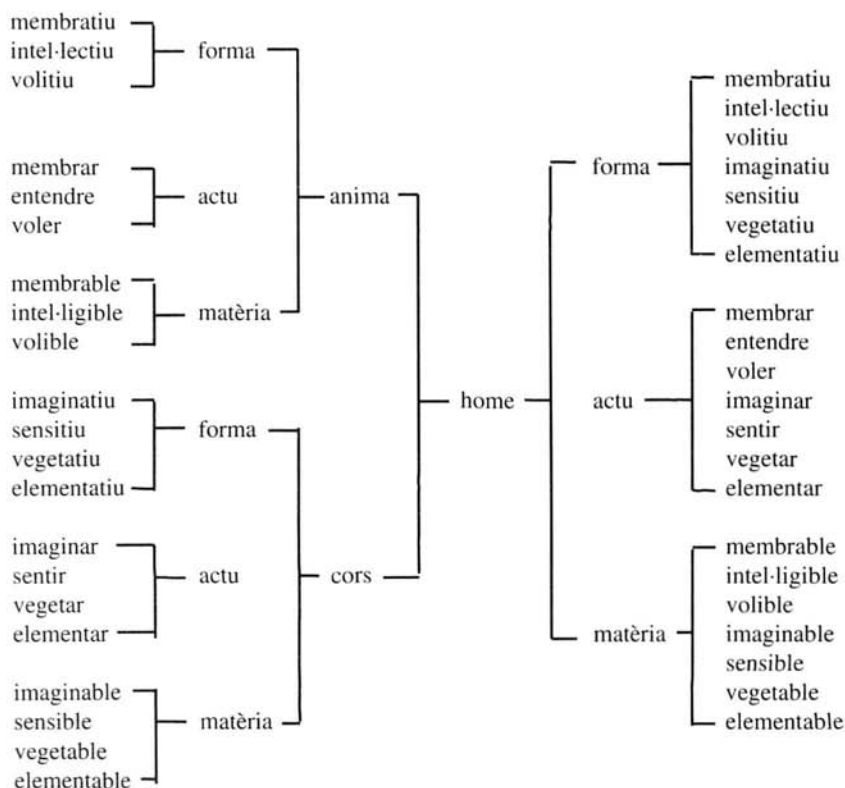 membratiu
intel·lectiu
volitiu
forma
membrar
entendre
voler
actu
membrable
intel·ligible
volible
matèria
anima
imaginatiu
sensitiu
vegetatiu
elementatiu
forma
imaginar
sentir
vegetar
elementar
actu
imaginable
sensible
vegetable
elementable
matèria
cors
home
forma
membratiu
intel·lectiu
volitiu
imaginatiu
sensitiu
vegetatiu
elementatiu
actu
membrar
entendre
voler
imaginar
sentir
vegetar
elementar
matèria
membrable
intel·ligible
volible
imaginable
sensible
vegetable
elementable